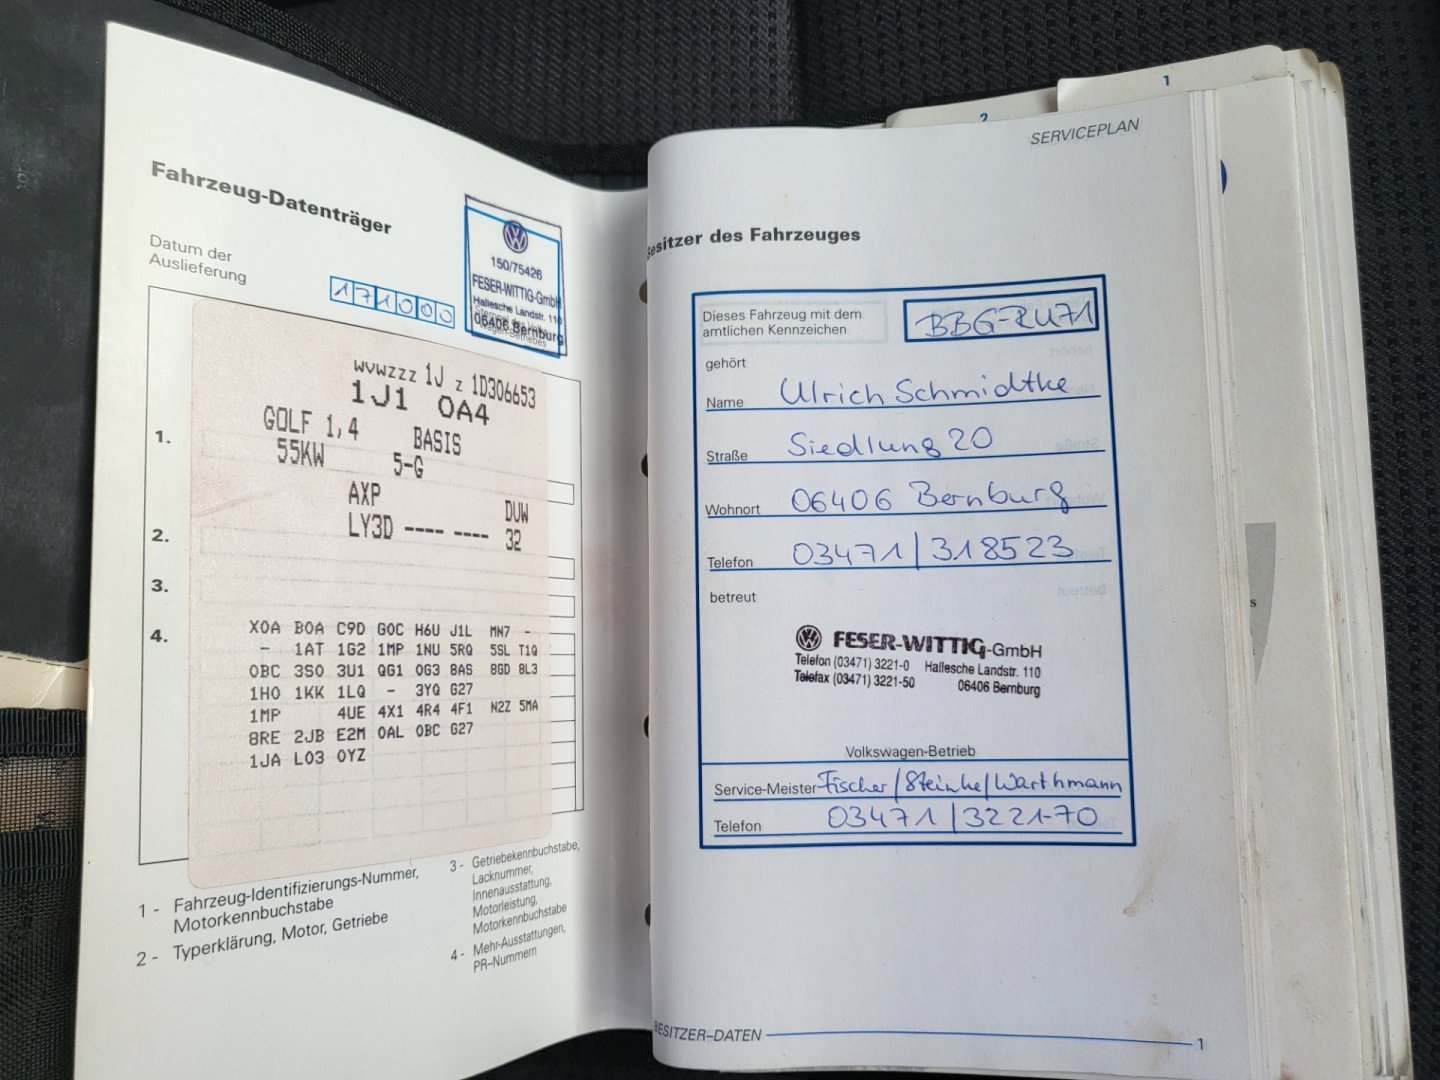 Fahrzeug-Datenträger
Datum der
Auslieferung
171000
150/75426
FESER-WITTIG-GmbH
Hallesche Landstr. 110
06406 Bernburg
WVWZZZ 1J Z 1D306653
1J1 0A4
GOLF 1,4 BASIS
55KW 5-G
AXP
DUW
LY3D ---- ---- 32
1.
2.
3.
4.
X0A B0A C9D G0C H6U J1L MN7 -
- 1AT 1G2 1MP 1NU 5RQ 5SL T1Q
0BC 3S0 3U1 QG1 0G3 8AS 8GD 8L3
1H0 1KK 1LQ - 3YQ G27
1MP 4UE 4X1 4R4 4F1 N2Z 5MA
8RE 2JB E2M 0AL 0BC G27
1JA L03 0YZ
1 - Fahrzeug-Identifizierungs-Nummer,
Motorkennbuchstabe
2 - Typerklärung, Motor, Getriebe
3 - Getriebekennbuchstabe,
Lacknummer,
Innenausstattung,
Motorleistung,
Motorkennbuchstabe
4 - Mehr-Ausstattungen,
PR-Nummern
1
2
SERVICEPLAN
Besitzer des Fahrzeuges
Dieses Fahrzeug mit dem
amtlichen Kennzeichen
BBG-RU71
gehört
Name Ulrich Schmidtke
Straße Siedlung 20
Wohnort 06406 Bernburg
Telefon 03471/318523
betreut
FESER-WITTIG-GmbH
Telefon (03471) 3221-0 Hallesche Landstr. 110
Telefax (03471) 3221-50 06406 Bernburg
Volkswagen-Betrieb
Service-Meister Fischer/Steinke/Warthmann
Telefon 03471/3221-70
BESITZER-DATEN 1